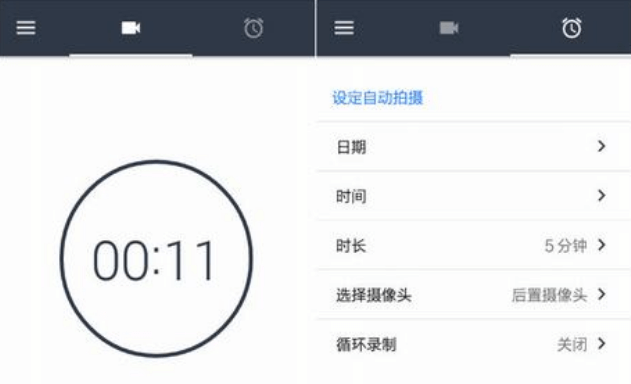 00:11
设定自动拍摄
日期
时间
时长 5分钟
选择摄像头 后置摄像头
循环录制 关闭